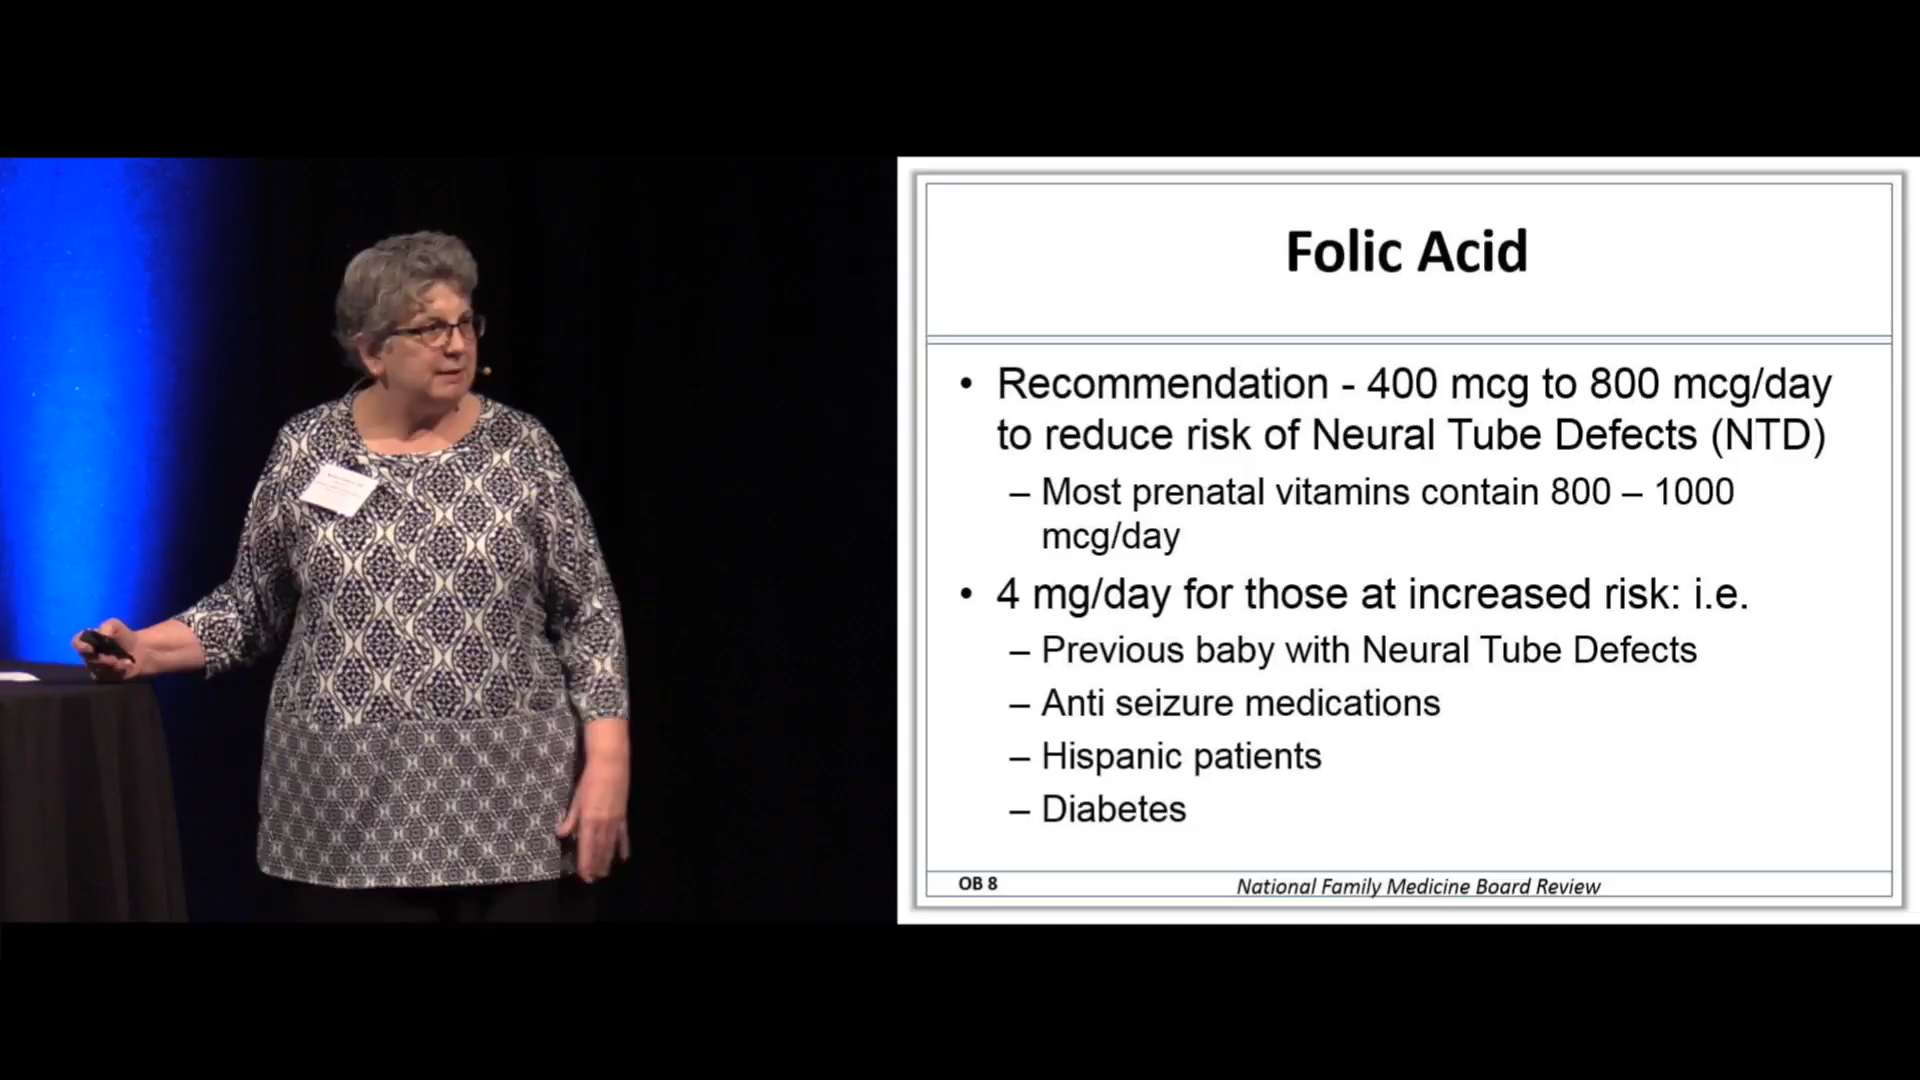 Folic Acid
• Recommendation - 400 mcg to 800 mcg/day
to reduce risk of Neural Tube Defects (NTD)
– Most prenatal vitamins contain 800 – 1000
mcg/day
• 4 mg/day for those at increased risk: i.e.
– Previous baby with Neural Tube Defects
– Anti seizure medications
– Hispanic patients
– Diabetes
OB 8
National Family Medicine Board Review